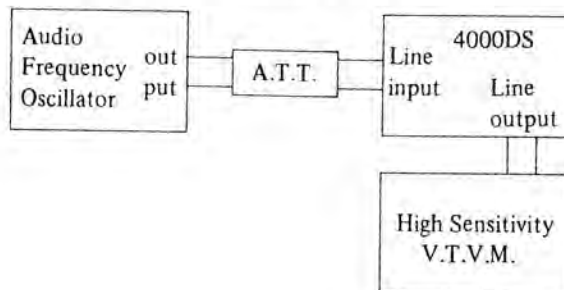 Audio
Frequency
Oscillator
out
put
A.T.T.
4000DS
Line
input
Line
output
High Sensitivity
V.T.V.M.